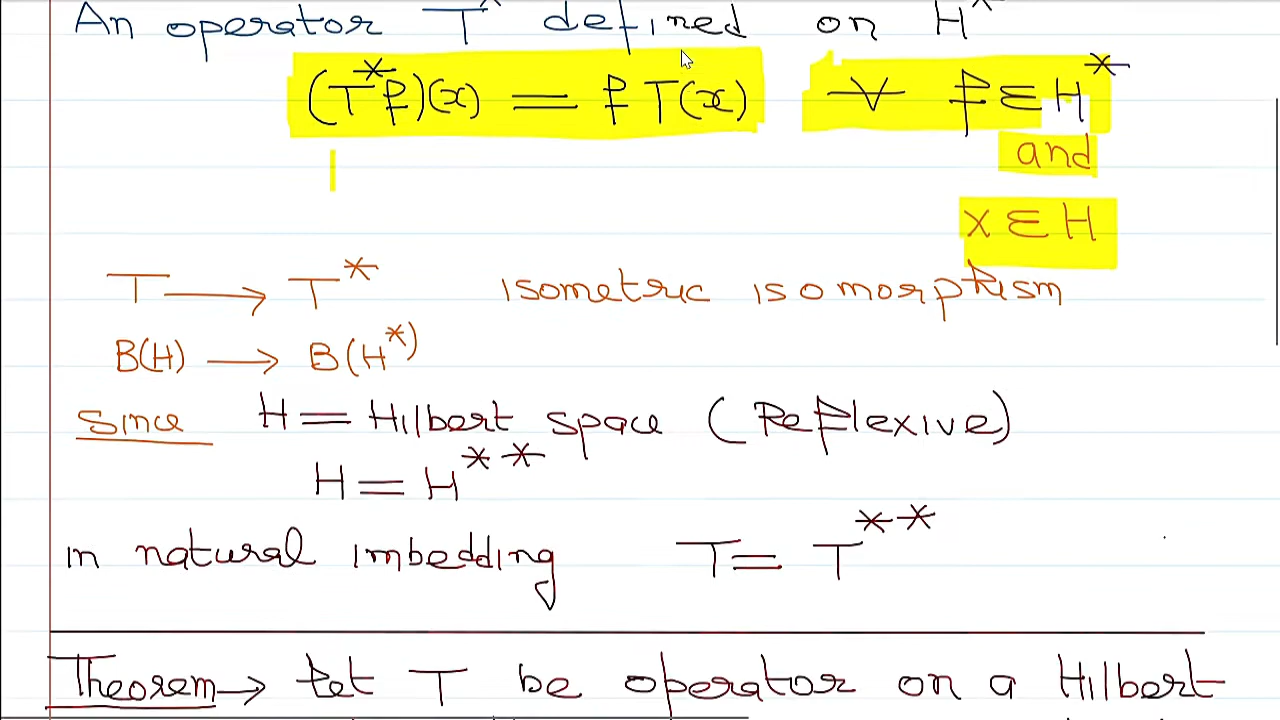 An operator T* defined on H*
(T*f)(x) = f T(x) ∀ f ∈ H*
and
x ∈ H
T → T* isometric isomorphism
B(H) → B(H*)
Since H = Hilbert space (Reflexive)
H = H**
in natural imbedding T = T**
Theorem → Let T be operator on a Hilbert